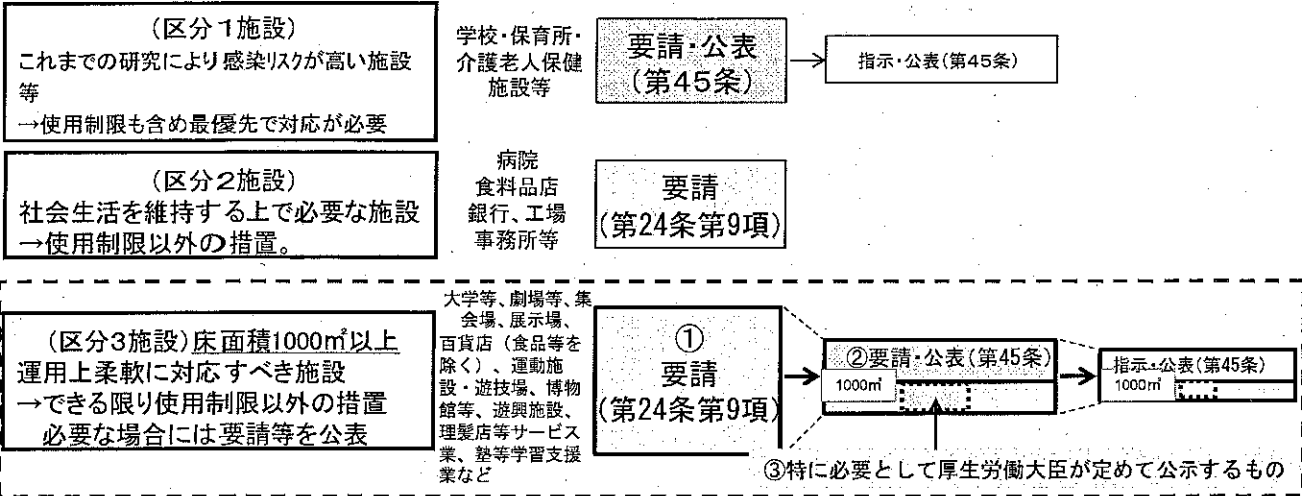 (区分1施設)
これまでの研究により感染リスクが高い施設
等
→使用制限も含め最優先で対応が必要
学校・保育所・
介護老人保健
施設等
要請・公表
(第45条)
指示・公表(第45条)
(区分2施設)
社会生活を維持する上で必要な施設
→使用制限以外の措置。
病院
食料品店
銀行、工場
事務所等
要請
(第24条第9項)
(区分3施設)床面積1000㎡以上
運用上柔軟に対応すべき施設
→できる限り使用制限以外の措置
必要な場合には要請等を公表
大学等、劇場等、集
会場、展示場、
百貨店（食品等を
除く）、運動施
設・遊技場、博物
館等、遊興施設、
理髪店等サービス
業、塾等学習支援
業など
①
要請
(第24条第9項)
②要請・公表(第45条)
1000㎡
指示・公表(第45条)
1000㎡
③特に必要として厚生労働大臣が定めて公示するもの